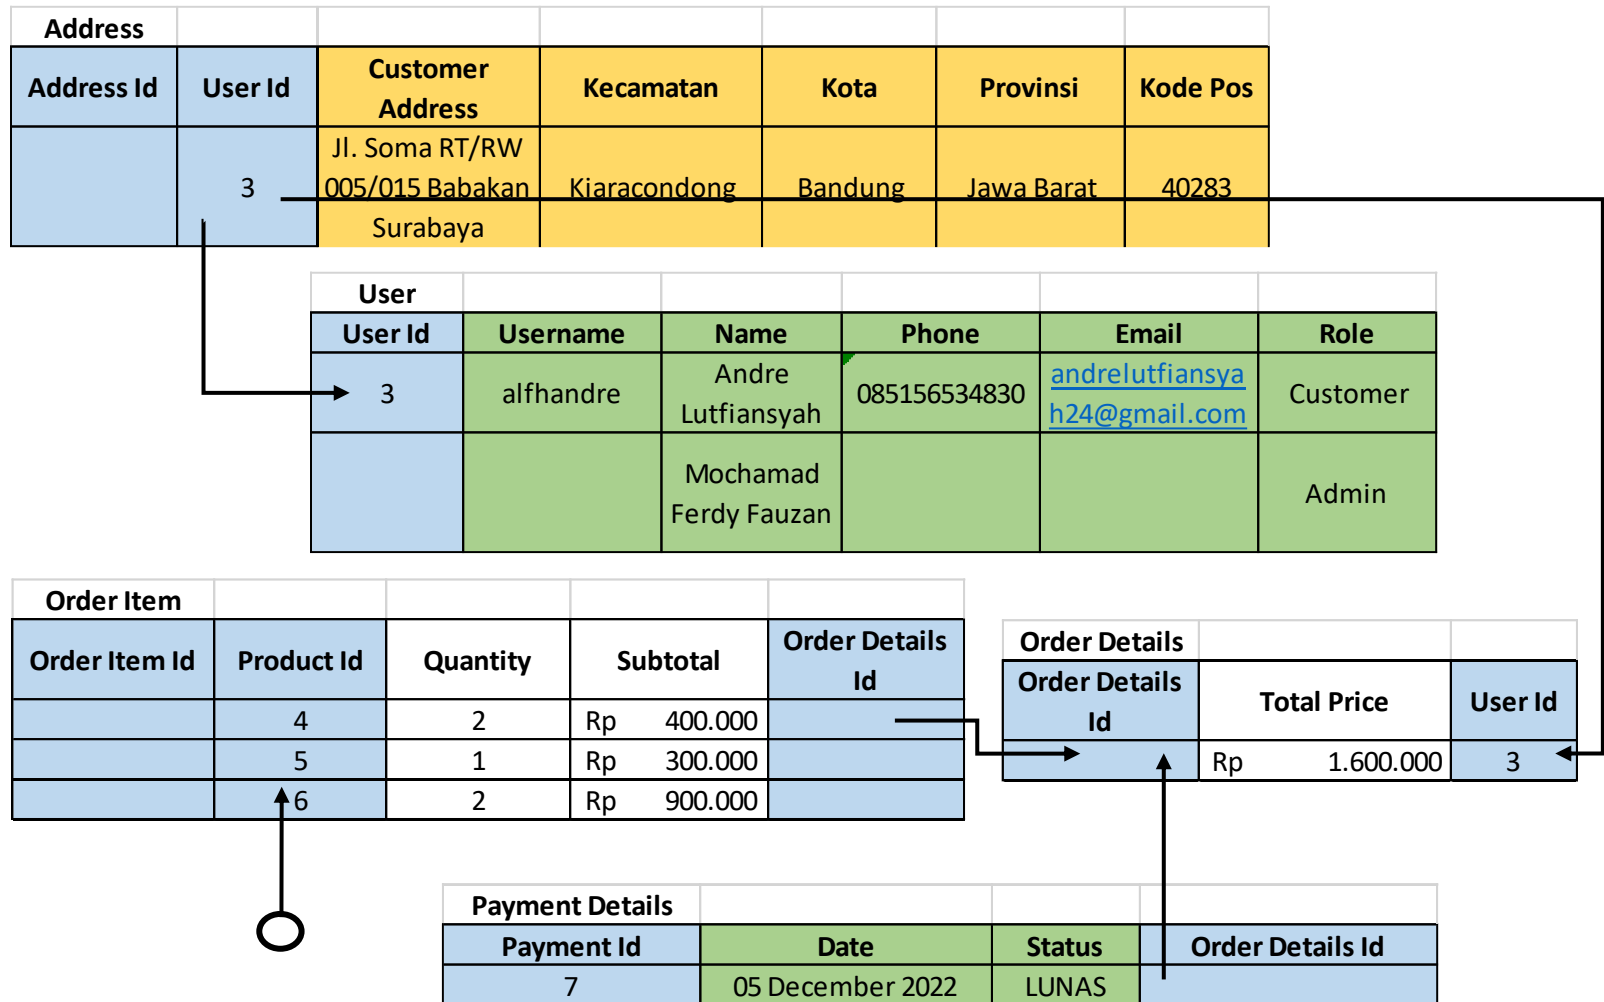 Address
Address Id User Id Customer Address Kecamatan Kota Provinsi Kode Pos
3 Jl. Soma RT/RW 005/015 Babakan Surabaya Kiaracondong Bandung Jawa Barat 40283
User
User Id Username Name Phone Email Role
3 alfhandre Andre Lutfiansyah 085156534830 andrelutfiansyah24@gmail.com Customer
Mochamad Ferdy Fauzan Admin
Order Item
Order Item Id Product Id Quantity Subtotal Order Details Id
4 2 Rp 400.000
5 1 Rp 300.000
6 2 Rp 900.000
Order Details
Order Details Id Total Price User Id
Rp 1.600.000 3
Payment Details
Payment Id Date Status Order Details Id
7 05 December 2022 LUNAS